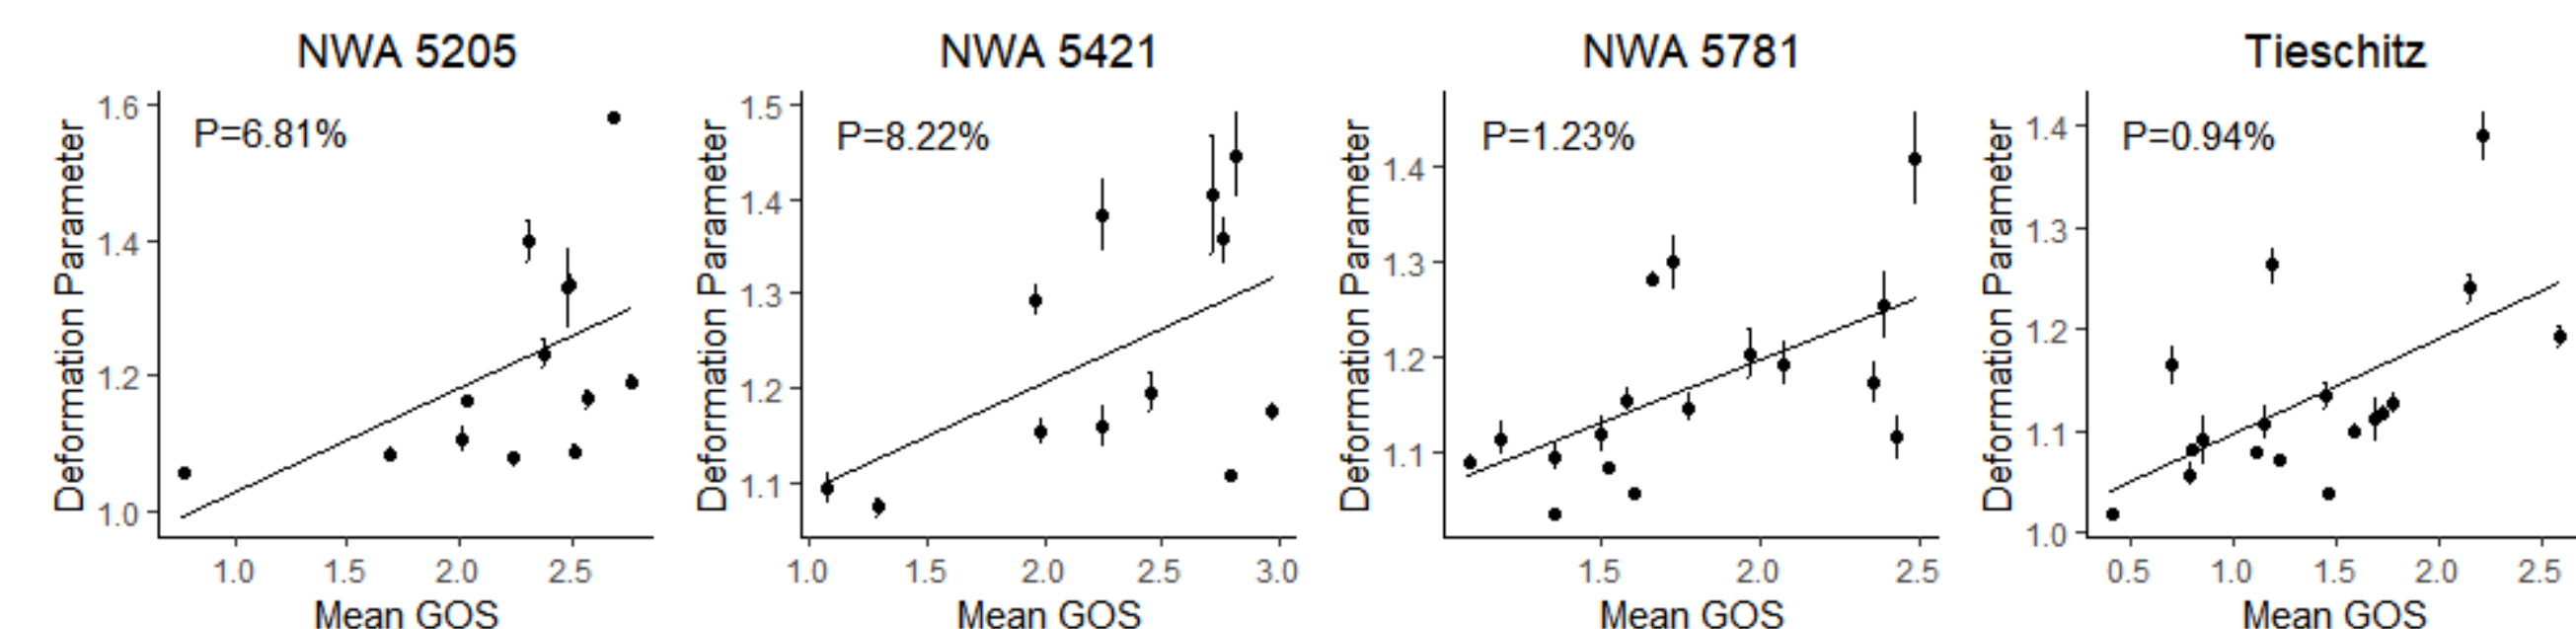 NWA 5205
NWA 5421
NWA 5781
Tieschitz
Deformation Parameter
1.6
1.4
1.2
1.0
P=6.81%
1.0 1.5 2.0 2.5
Mean GOS
Deformation Parameter
1.5
1.4
1.3
1.2
1.1
P=8.22%
1.0 1.5 2.0 2.5 3.0
Mean GOS
Deformation Parameter
1.4
1.3
1.2
1.1
P=1.23%
1.5 2.0 2.5
Mean GOS
Deformation Parameter
1.4
1.3
1.2
1.1
1.0
P=0.94%
0.5 1.0 1.5 2.0 2.5
Mean GOS